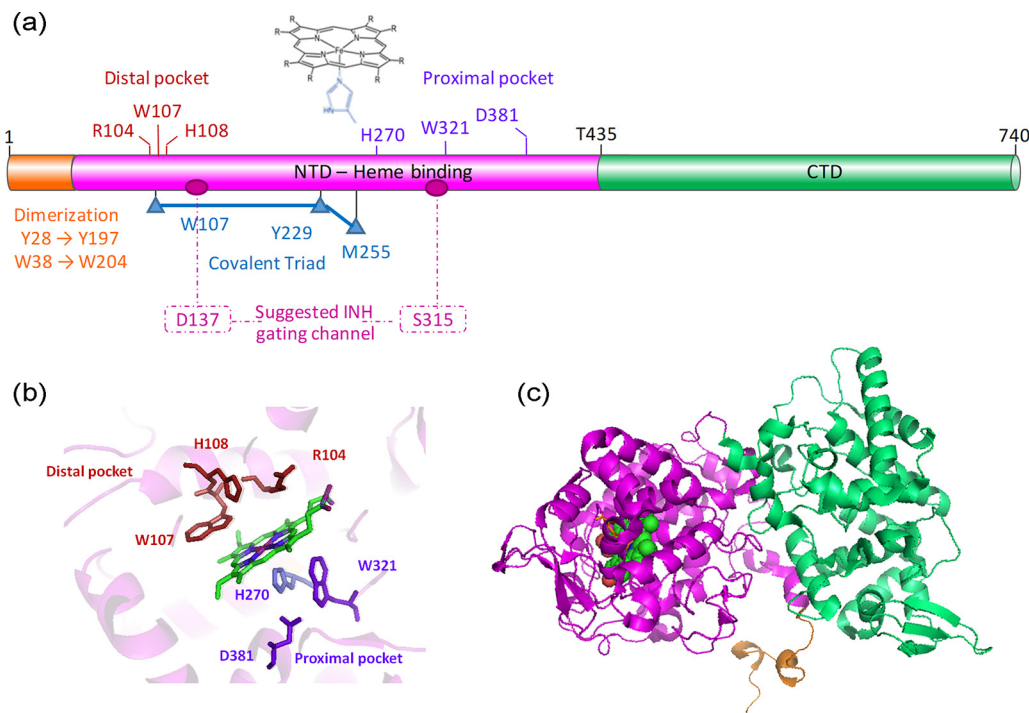 (a)
R
R
R
R
R
R
R
R
N
N
N
N
Fe
N
HN
Distal pocket
Proximal pocket
W107
R104
H108
D381
W321
H270
1
T435
740
NTD – Heme binding
CTD
Dimerization
Y28 → Y197
W38 → W204
W107
Y229
M255
Covalent Triad
D137
Suggested INH
gating channel
S315
(b)
(c)
H108
R104
Distal pocket
W107
W321
H270
D381
Proximal pocket